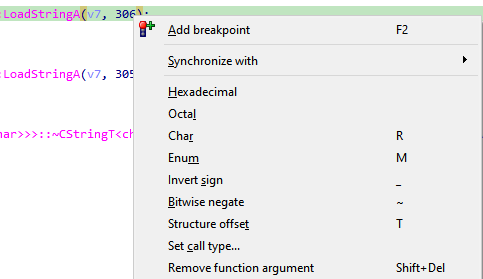 :LoadStringA(v7, 306);
Add breakpoint F2
Synchronize with
:LoadStringA(v7, 305
Hexadecimal
Octal
har>>>::~CStringT<ch
Char R
Enum M
Invert sign _
Bitwise negate ~
Structure offset T
Set call type...
Remove function argument Shift+Del